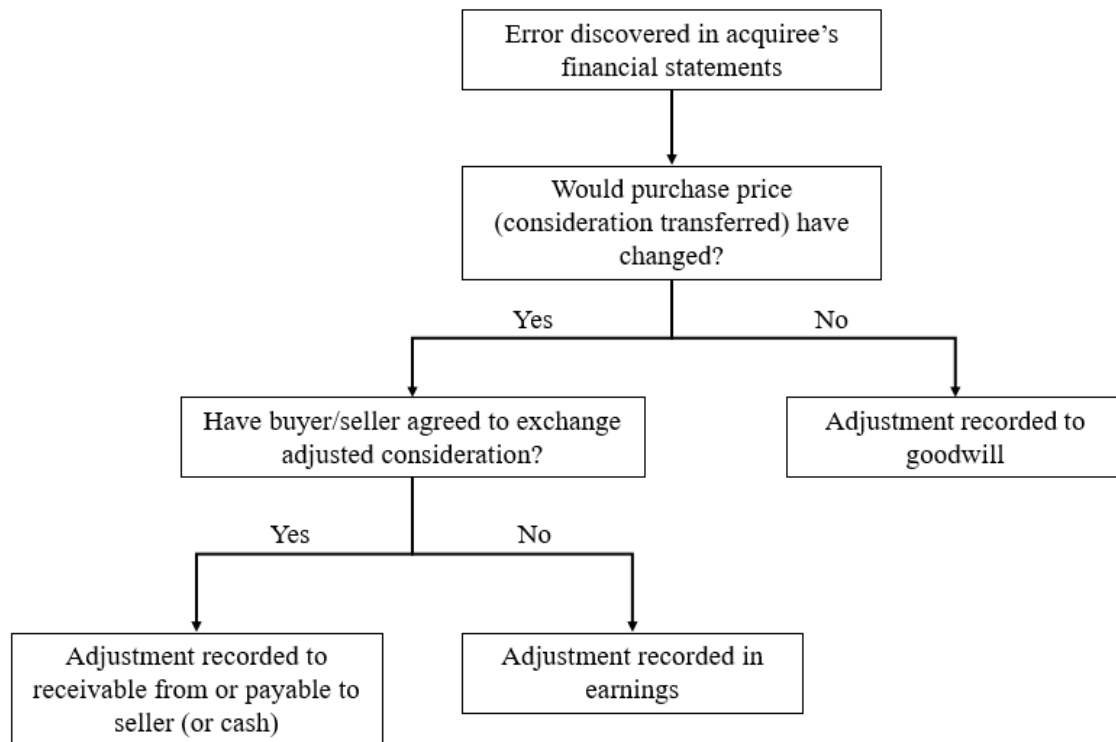 Error discovered in acquiree’s
financial statements
Would purchase price
(consideration transferred) have
changed?
Yes
No
Have buyer/seller agreed to exchange
adjusted consideration?
Adjustment recorded to
goodwill
Yes
No
Adjustment recorded to
receivable from or payable to
seller (or cash)
Adjustment recorded in
earnings